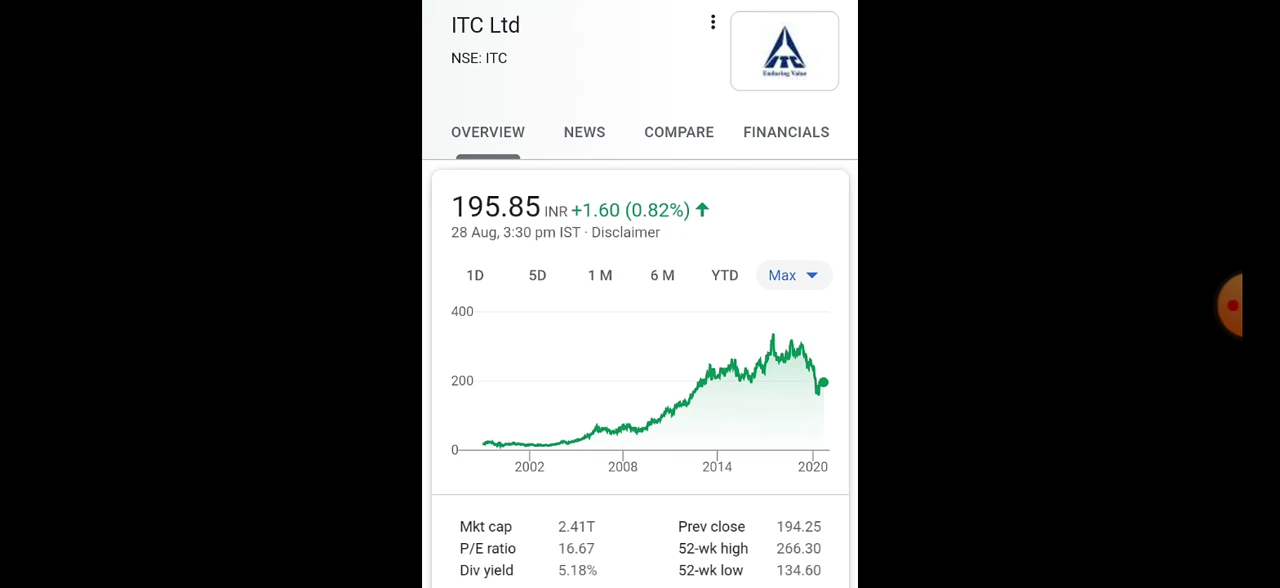 ITC Ltd
NSE: ITC
ITC
Enduring Value
OVERVIEW NEWS COMPARE FINANCIALS
195.85 INR +1.60 (0.82%) ↑
28 Aug, 3:30 pm IST · Disclaimer
1D 5D 1 M 6 M YTD Max
400
200
0
2002 2008 2014 2020
Mkt cap 2.41T Prev close 194.25
P/E ratio 16.67 52-wk high 266.30
Div yield 5.18% 52-wk low 134.60